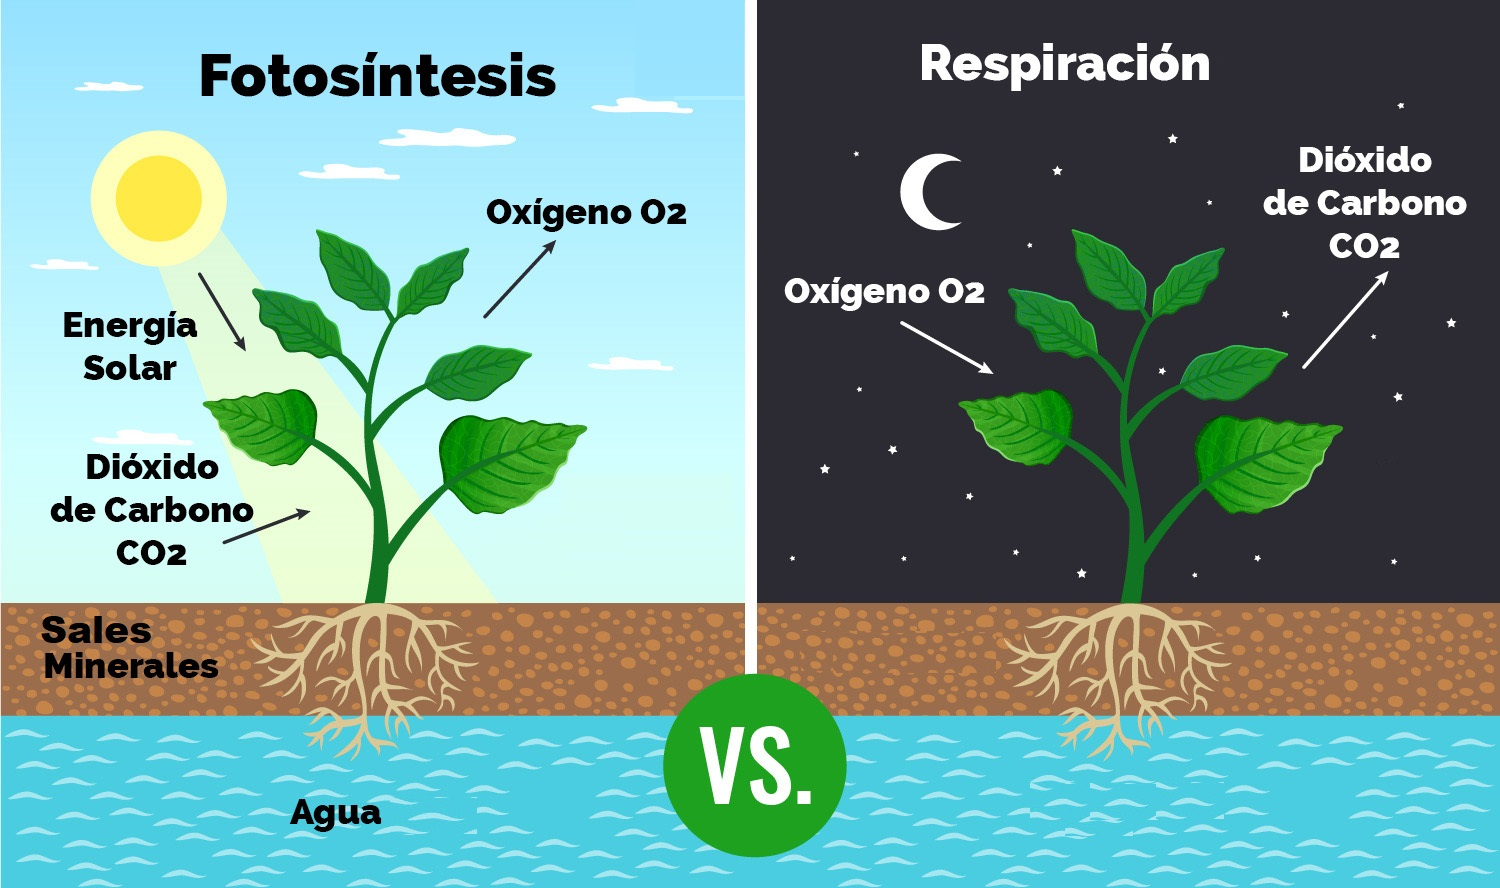 Fotosíntesis
Oxígeno O2
Energía
Solar
Dióxido
de Carbono
CO2
Sales
Minerales
Agua
VS.
Respiración
Dióxido
de Carbono
CO2
Oxígeno O2